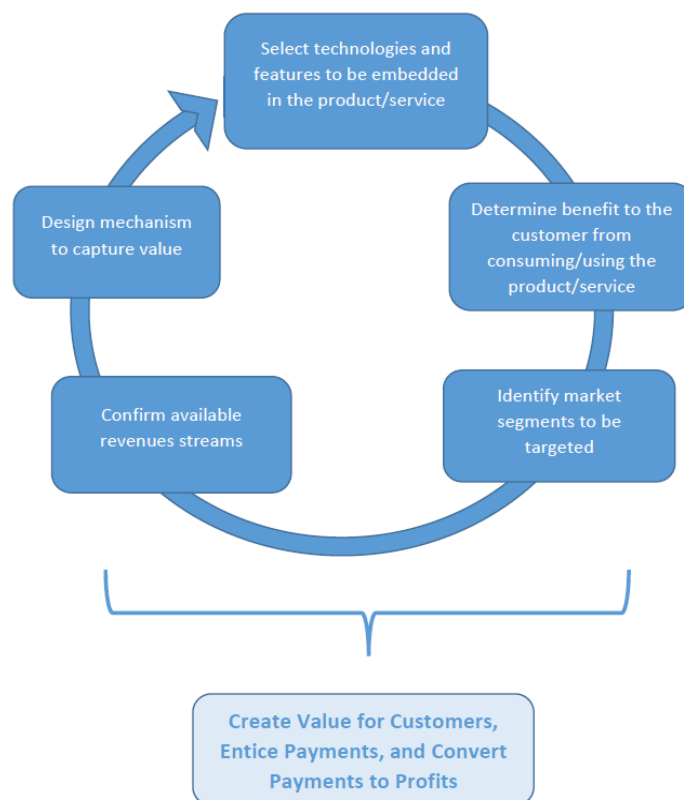 Select technologies and
features to be embedded
in the product/service
Determine benefit to the
customer from
consuming/using the
product/service
Identify market
segments to be
targeted
Confirm available
revenues streams
Design mechanism
to capture value
Create Value for Customers,
Entice Payments, and Convert
Payments to Profits